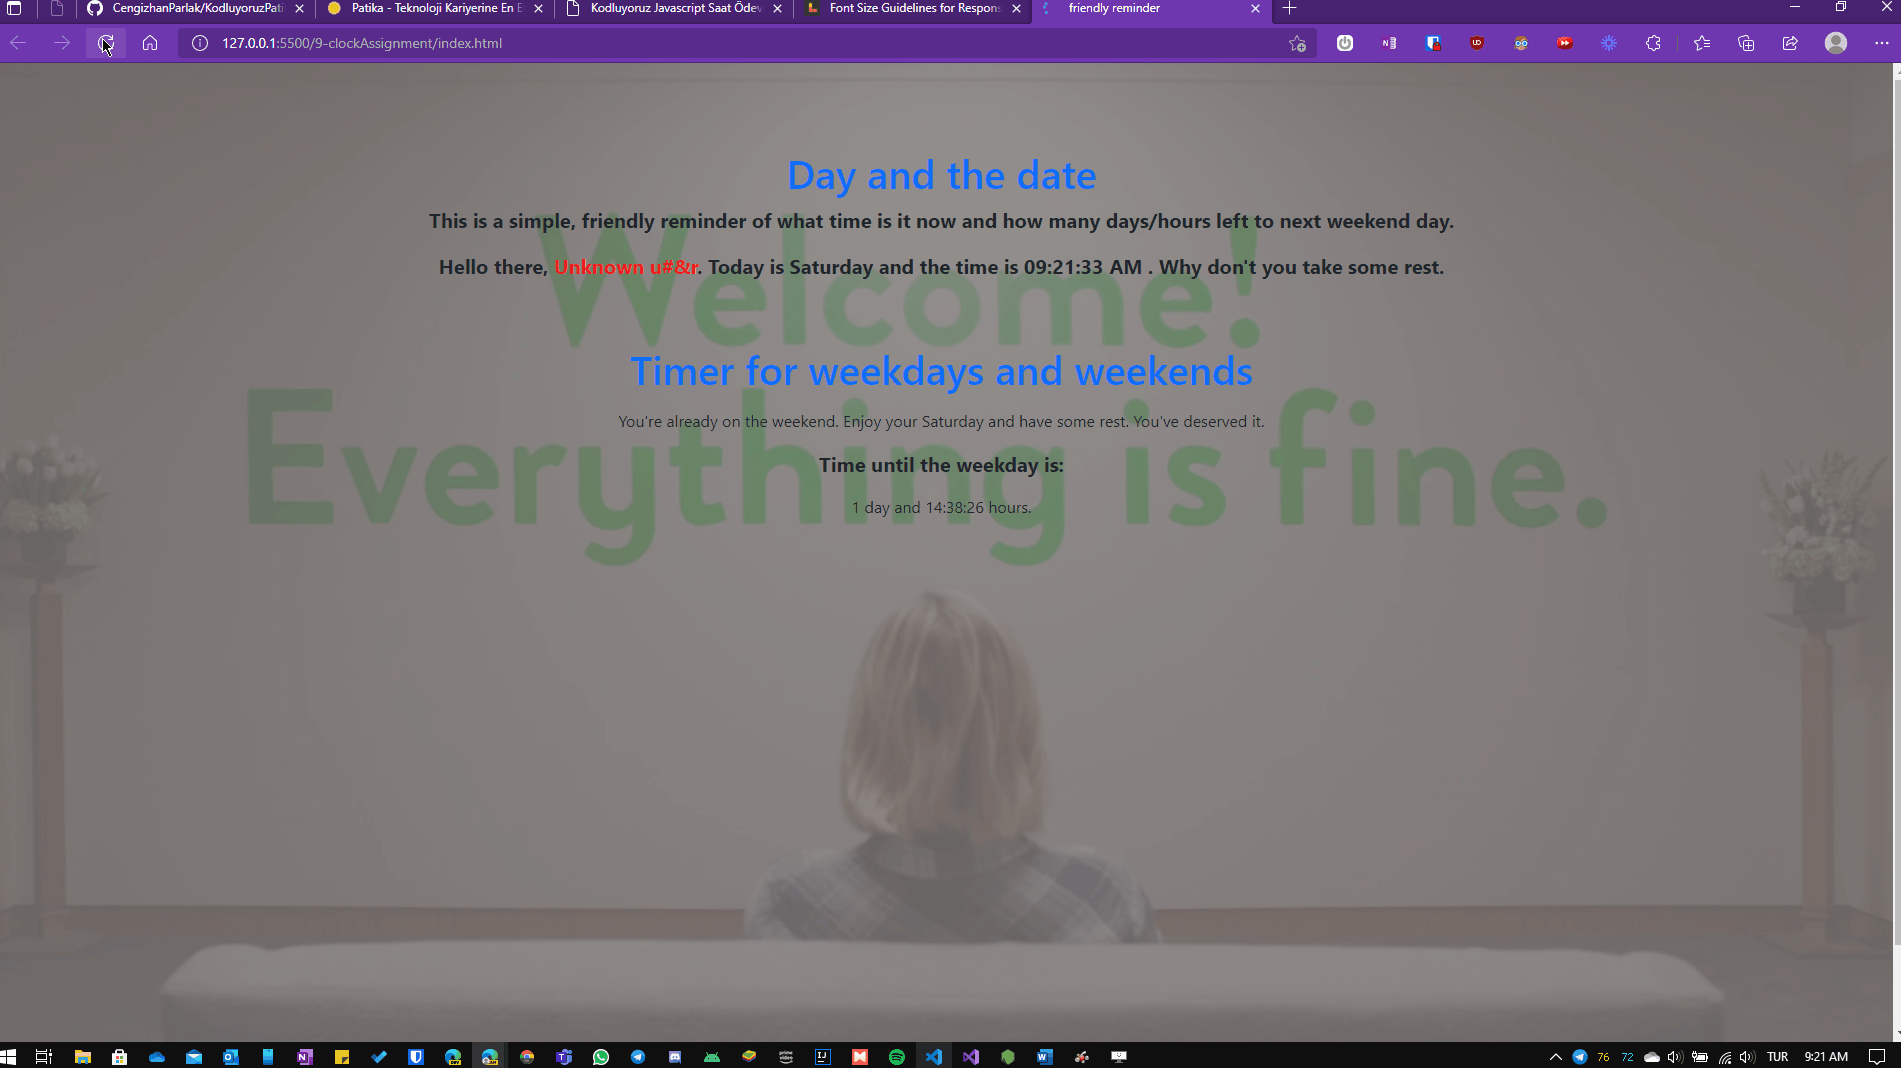 CengizhanParlak/KodluyoruzPati
Patika - Teknoloji Kariyerine En E
Kodluyoruz Javascript Saat Ödev
Font Size Guidelines for Respons
friendly reminder
127.0.0.1:5500/9-clockAssignment/index.html
Day and the date
This is a simple, friendly reminder of what time is it now and how many days/hours left to next weekend day.
Hello there, Unknown u#&r. Today is Saturday and the time is 09:21:33 AM . Why don't you take some rest.
Welcome!
Timer for weekdays and weekends
You're already on the weekend. Enjoy your Saturday and have some rest. You've deserved it.
Everything is fine.
Time until the weekday is:
1 day and 14:38:26 hours.
76 72 TUR 9:21 AM